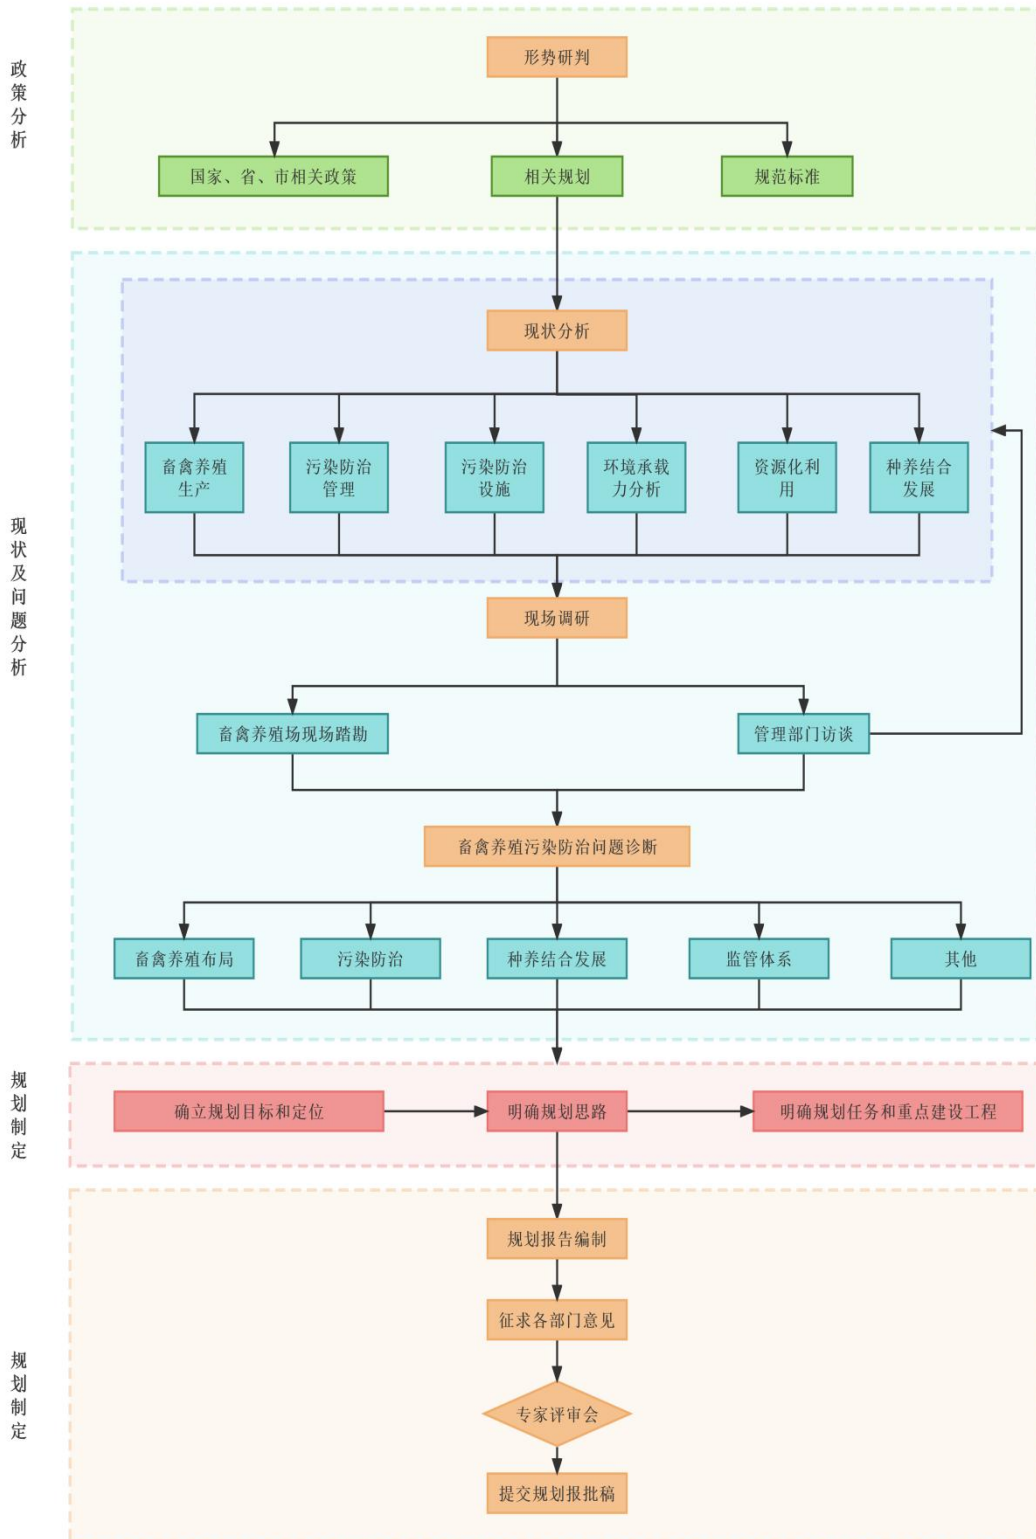 政策分析
形势研判
国家、省、市相关政策
相关规划
规范标准
现状及问题分析
现状分析
畜禽养殖
生产
污染防治
管理
污染防治
设施
环境承载
力分析
资源化利
用
种养结合
发展
现场调研
畜禽养殖场现场踏勘
管理部门访谈
畜禽养殖污染防治问题诊断
畜禽养殖布局
污染防治
种养结合发展
监管体系
其他
规划制定
确立规划目标和定位
明确规划思路
明确规划任务和重点建设工程
规划制定
规划报告编制
征求各部门意见
专家评审会
提交规划报批稿